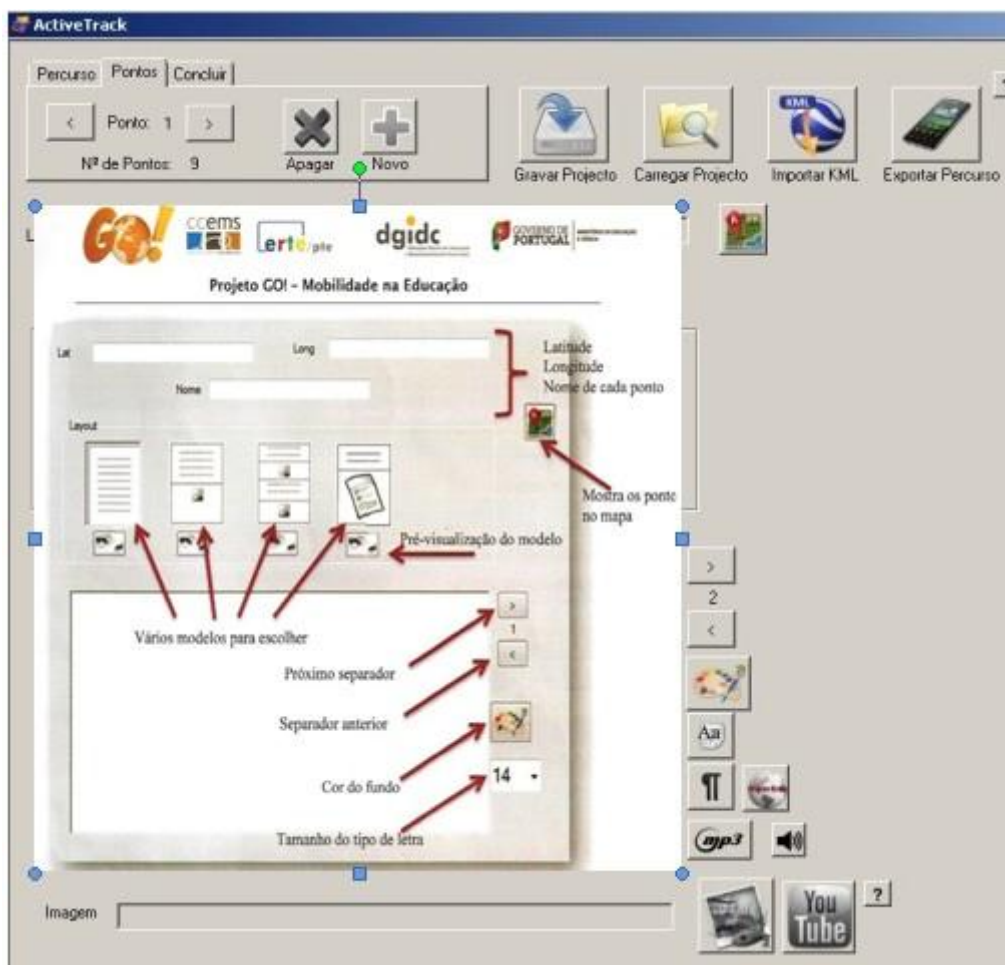 ActiveTrack
Percurso Pontos Concluir
< Ponto: 1 >
Nº de Pontos: 9
Apagar
Novo
Gravar Projecto
Carregar Projecto
KML
Importar KML
Exportar Percurso
L
GO!
ccems
erte/pte
dgidc
GOVERNO DE
PORTUGAL
Projeto GO! - Mobilidade na Educação
Lat
Long
Nome
Latitude
Longitude
Nome de cada ponto
Layout
Mostra os ponto
no mapa
Pré-visualização do modelo
Vários modelos para escolher
>
1
<
Próximo separador
Separador anterior
Cor do fundo
14
Tamanho do tipo de letra
>
2
<
Aa
¶
mp3
Imagem
You
Tube
?